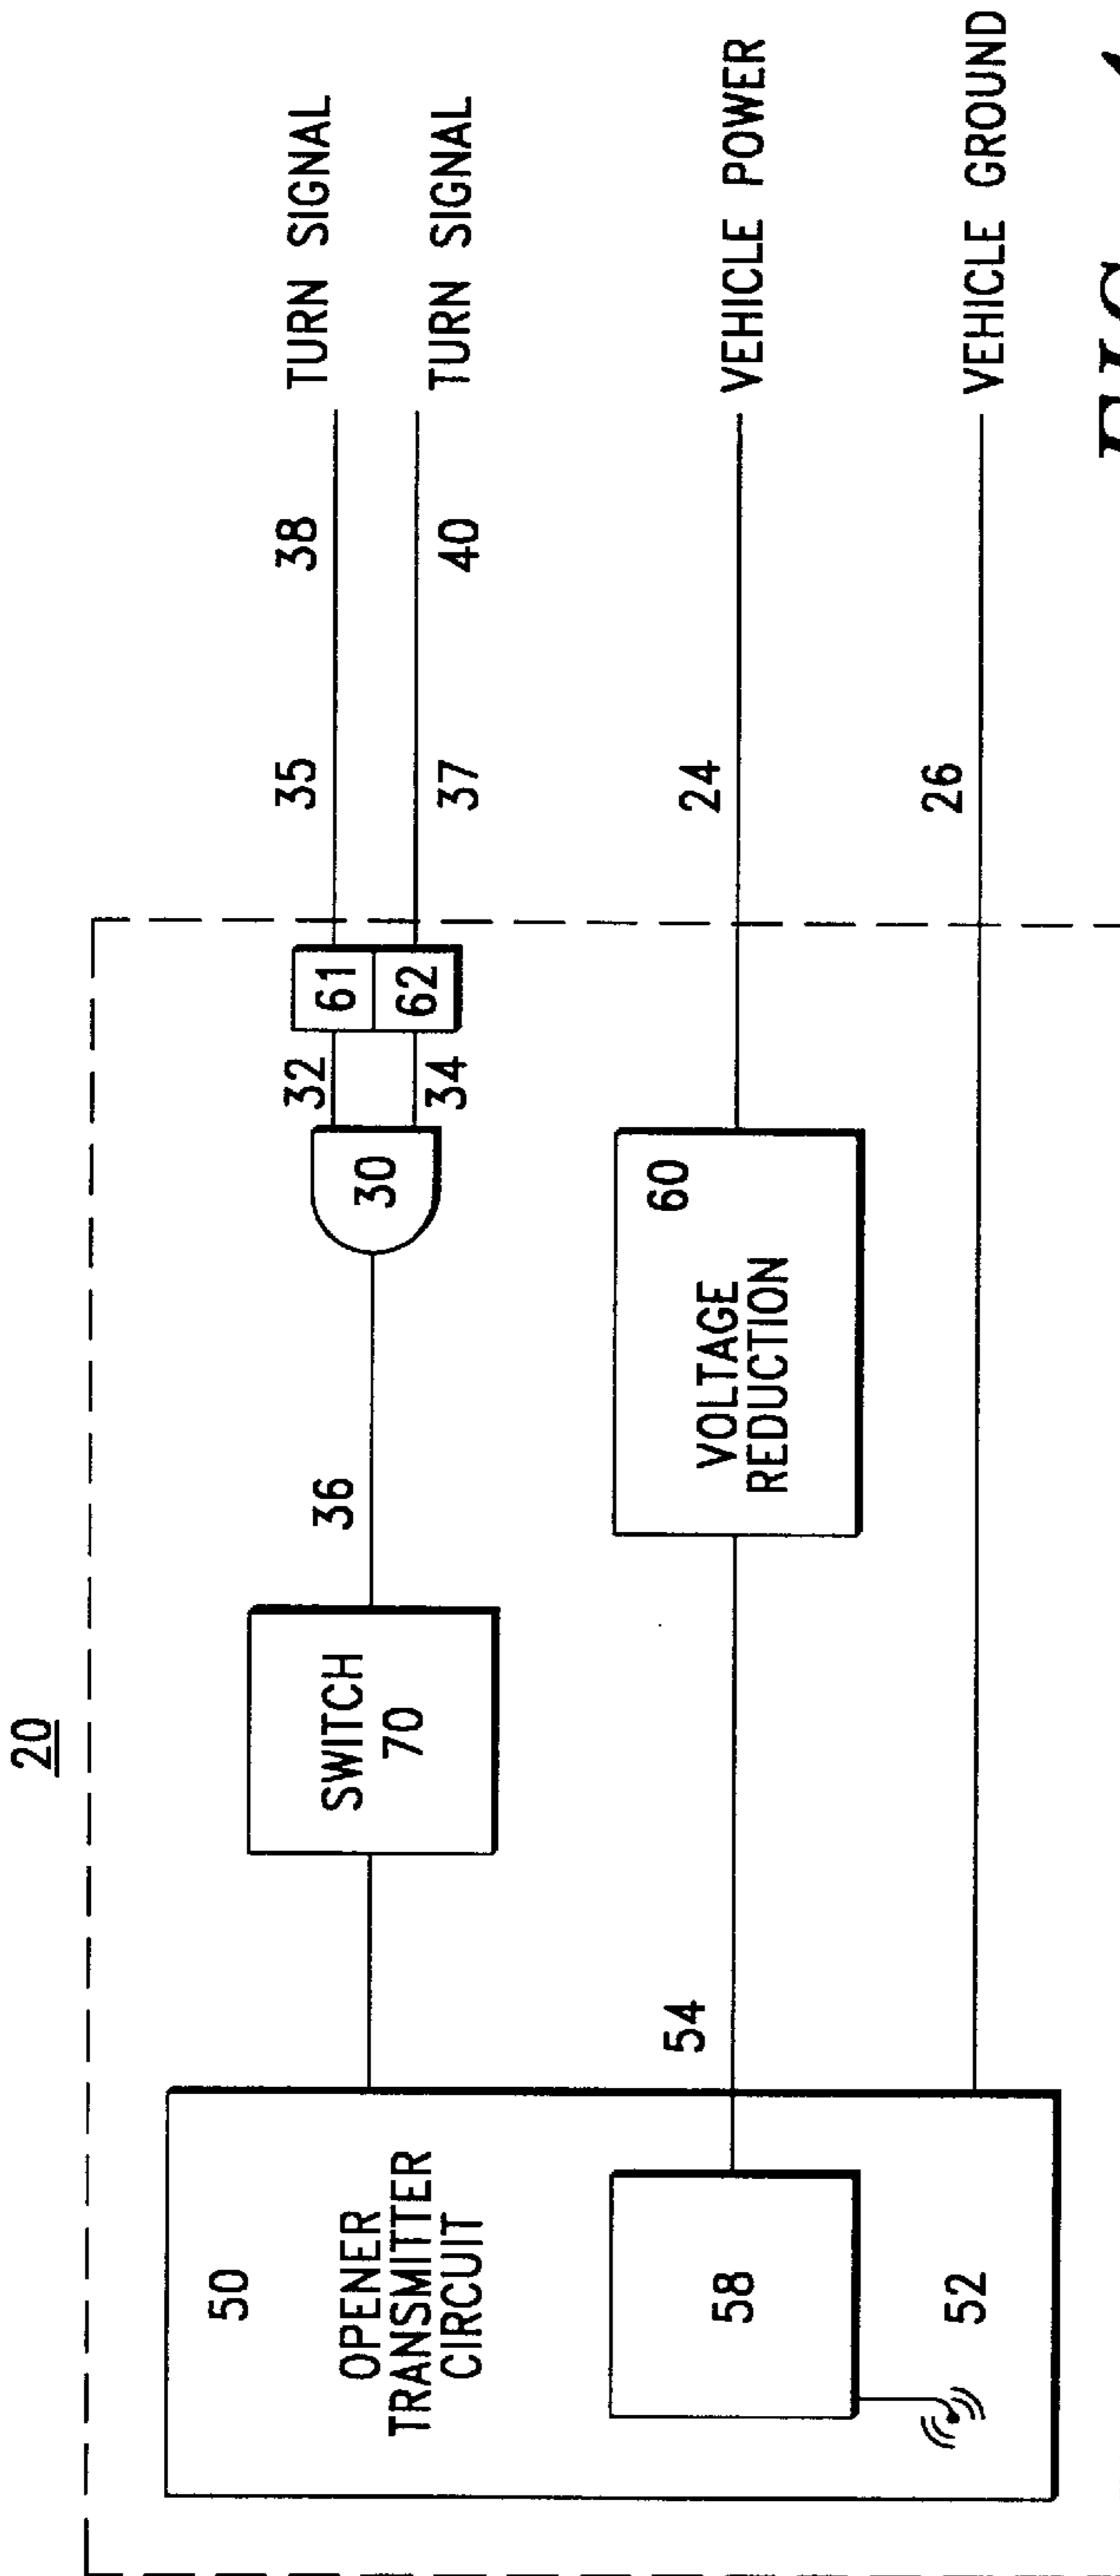 20
50
OPENER
TRANSMITTER
CIRCUIT
58
52
54
SWITCH
70
36
30
32
34
61
62
35
38
TURN SIGNAL
37
40
TURN SIGNAL
VOLTAGE
REDUCTION
60
24
VEHICLE POWER
26
VEHICLE GROUND